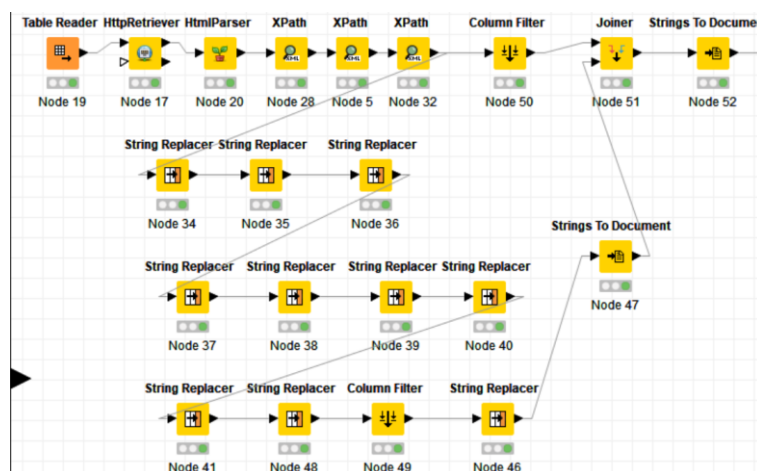 Table Reader HttpRetriever HtmlParser XPath XPath XPath Column Filter Joiner Strings To Docume
Node 19 Node 17 Node 20 Node 28 Node 5 Node 32 Node 50 Node 51 Node 52
String Replacer String Replacer String Replacer
Node 34 Node 35 Node 36
Strings To Document
Node 47
String Replacer String Replacer String Replacer String Replacer
Node 37 Node 38 Node 39 Node 40
String Replacer String Replacer Column Filter String Replacer
Node 41 Node 48 Node 49 Node 46